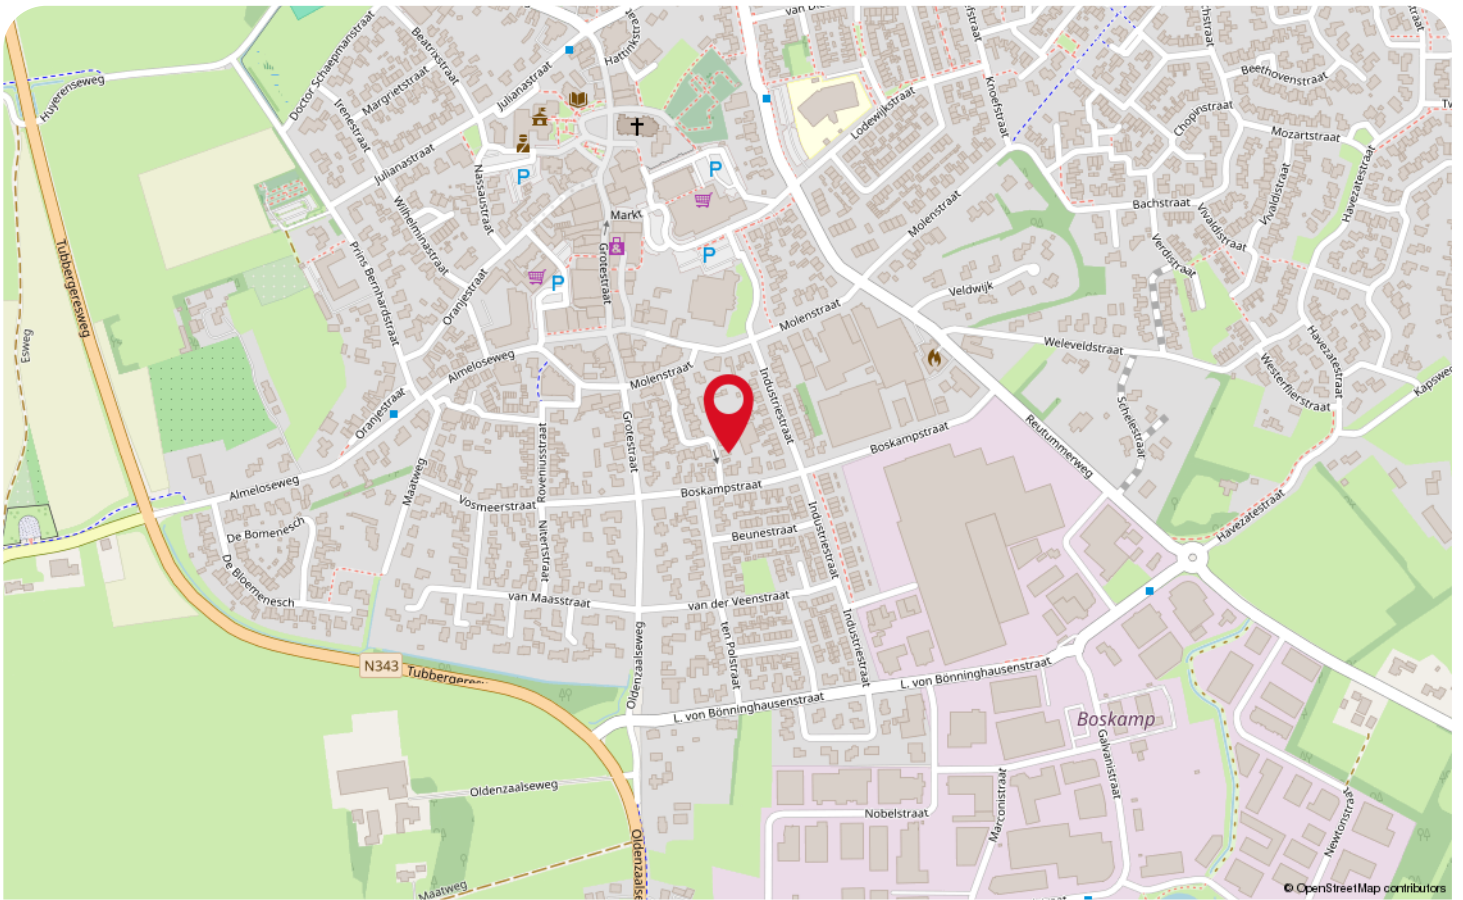 Doctor Schaepmanstraat
Beatrixstraat
Hattinkstraat
Huyerenseweg
Margrietstraat
Julianastraat
Irenestraat
Lodewijkstraat
Knoefstraat
Beethovenstraat
Chopinstraat
Mozartstraat
Julianastraat
Nassaustraat
P
P
Wilhelminastraat
Markt
Molenstraat
Bachstraat
Vivaldistraat
Vivaldistraat
Havezatestraat
Tubbergeresweg
Prins Bernhardstraat
Grotestraat
P
P
Verdistraat
Oranjestraat
Veldwijk
Esweg
Molenstraat
Weleveldstraat
Havezatestraat
Almeloseweg
Molenstraat
Industriestraat
Westerflierstraat
Oranjestraat
Grotestraat
Boskampstraat
Scholestraat
Reutummerweg
Maatweg
Roveniusstraat
Almeloseweg
Vosmeerstraat
Boskampstraat
Industriestraat
Havezatestraat
De Bomenesch
Nitertstraat
Beunestraat
De Bloemenesch
van Maasstraat
van der Veenstraat
ten Polstraat
Industriestraat
Oldenzaalseweg
N343
L. von Bönninghausenstraat
L. von Bönninghausenstraat
Boskamp
Galvanistraat
Oldenzaalseweg
Marconistraat
Nobelstraat
Newtonstraat
Maatweg
© OpenStreetMap contributors